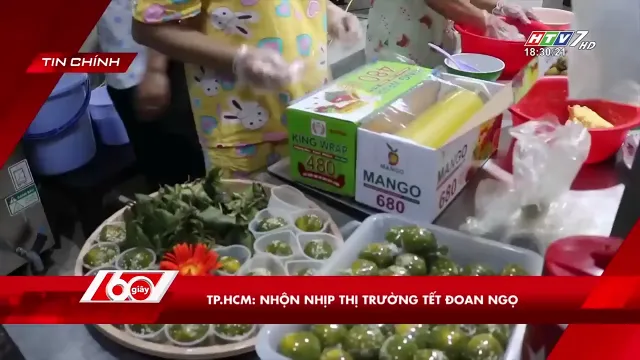 TIN CHÍNH
HTV7 HD
18:30:21
KING WRAP
480
MANGO
680
MANGO
680
60 giây
TP.HCM: NHỘN NHỊP THỊ TRƯỜNG TẾT ĐOAN NGỌ